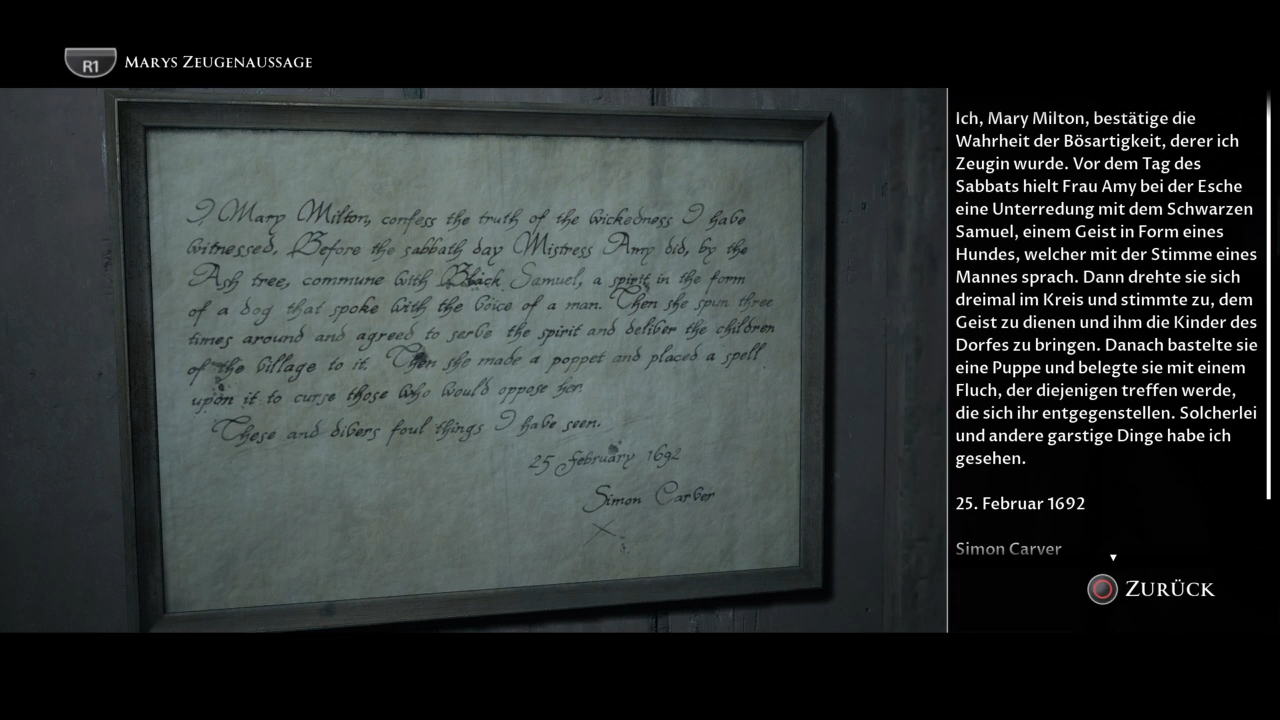 R1 MARYS ZEUGENAUSSAGE
I, Mary Milton, confess the truth of the wickedness I have
witnessed. Before the sabbath day Mistress Amy did, by the
Ash tree, commune with Black Samuel, a spirit in the form
of a dog that spoke with the voice of a man. Then she spun three
times around and agreed to serve the spirit and deliver the children
of the village to it. Then she made a poppet and placed a spell
upon it to curse those who would oppose her.
These and divers foul things I have seen.
25 February 1692
Simon Carver
X
Ich, Mary Milton, bestätige die
Wahrheit der Bösartigkeit, derer ich
Zeugin wurde. Vor dem Tag des
Sabbats hielt Frau Amy bei der Esche
eine Unterredung mit dem Schwarzen
Samuel, einem Geist in Form eines
Hundes, welcher mit der Stimme eines
Mannes sprach. Dann drehte sie sich
dreimal im Kreis und stimmte zu, dem
Geist zu dienen und ihm die Kinder des
Dorfes zu bringen. Danach bastelte sie
eine Puppe und belegte sie mit einem
Fluch, der diejenigen treffen werde,
die sich ihr entgegenstellen. Solcherlei
und andere garstige Dinge habe ich
gesehen.
25. Februar 1692
Simon Carver
ZURÜCK